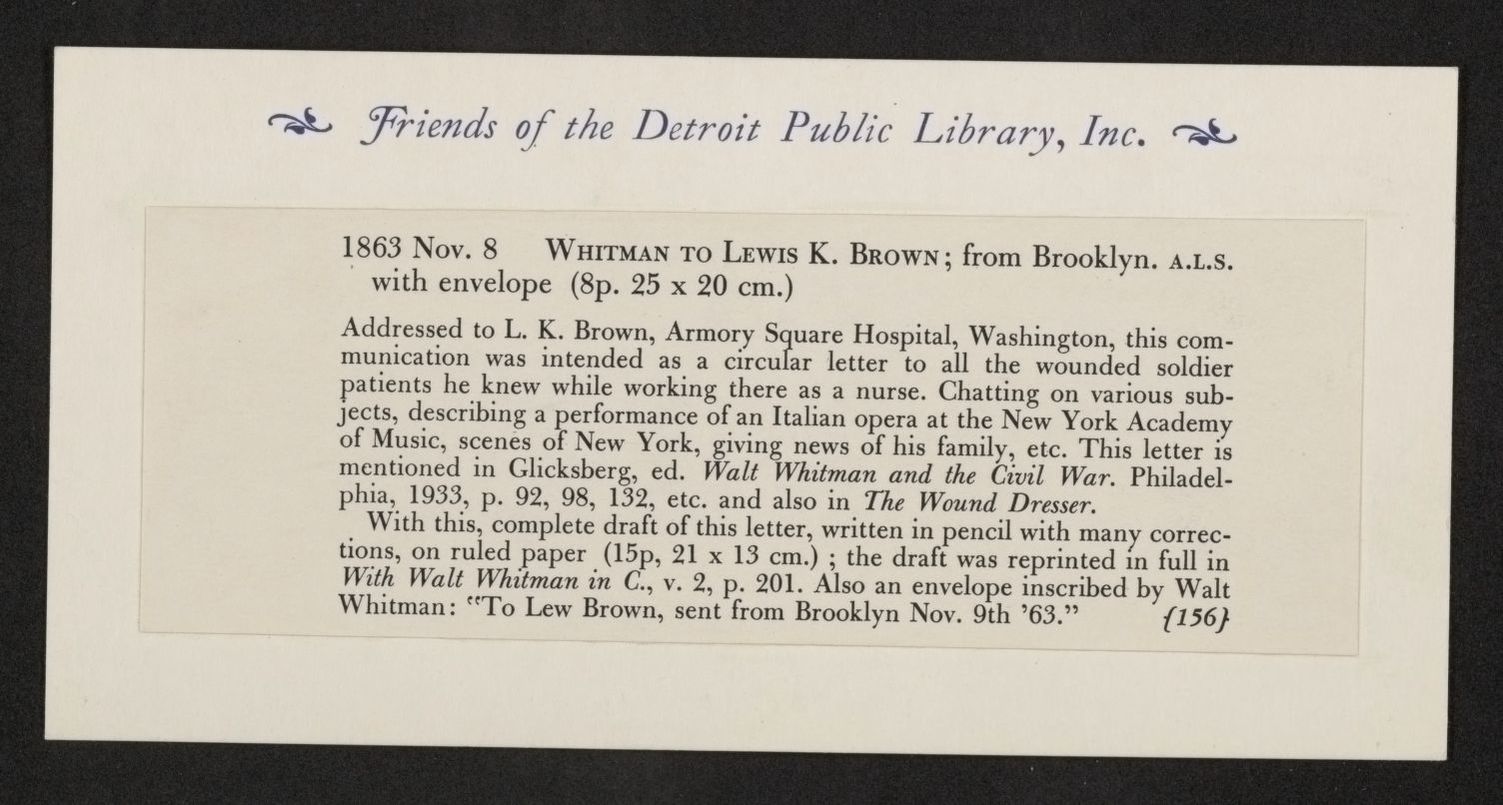 Friends of the Detroit Public Library, Inc.
1863 Nov. 8 WHITMAN TO LEWIS K. BROWN; from Brooklyn. A.L.S.
with envelope (8p. 25 x 20 cm.)
Addressed to L. K. Brown, Armory Square Hospital, Washington, this com-
munication was intended as a circular letter to all the wounded soldier
patients he knew while working there as a nurse. Chatting on various sub-
jects, describing a performance of an Italian opera at the New York Academy
of Music, scenes of New York, giving news of his family, etc. This letter is
mentioned in Glicksberg, ed. Walt Whitman and the Civil War. Philadel-
phia, 1933, p. 92, 98, 132, etc. and also in The Wound Dresser.
With this, complete draft of this letter, written in pencil with many correc-
tions, on ruled paper (15p, 21 x 13 cm.) ; the draft was reprinted in full in
With Walt Whitman in C., v. 2, p. 201. Also an envelope inscribed by Walt
Whitman: "To Lew Brown, sent from Brooklyn Nov. 9th '63." {156}